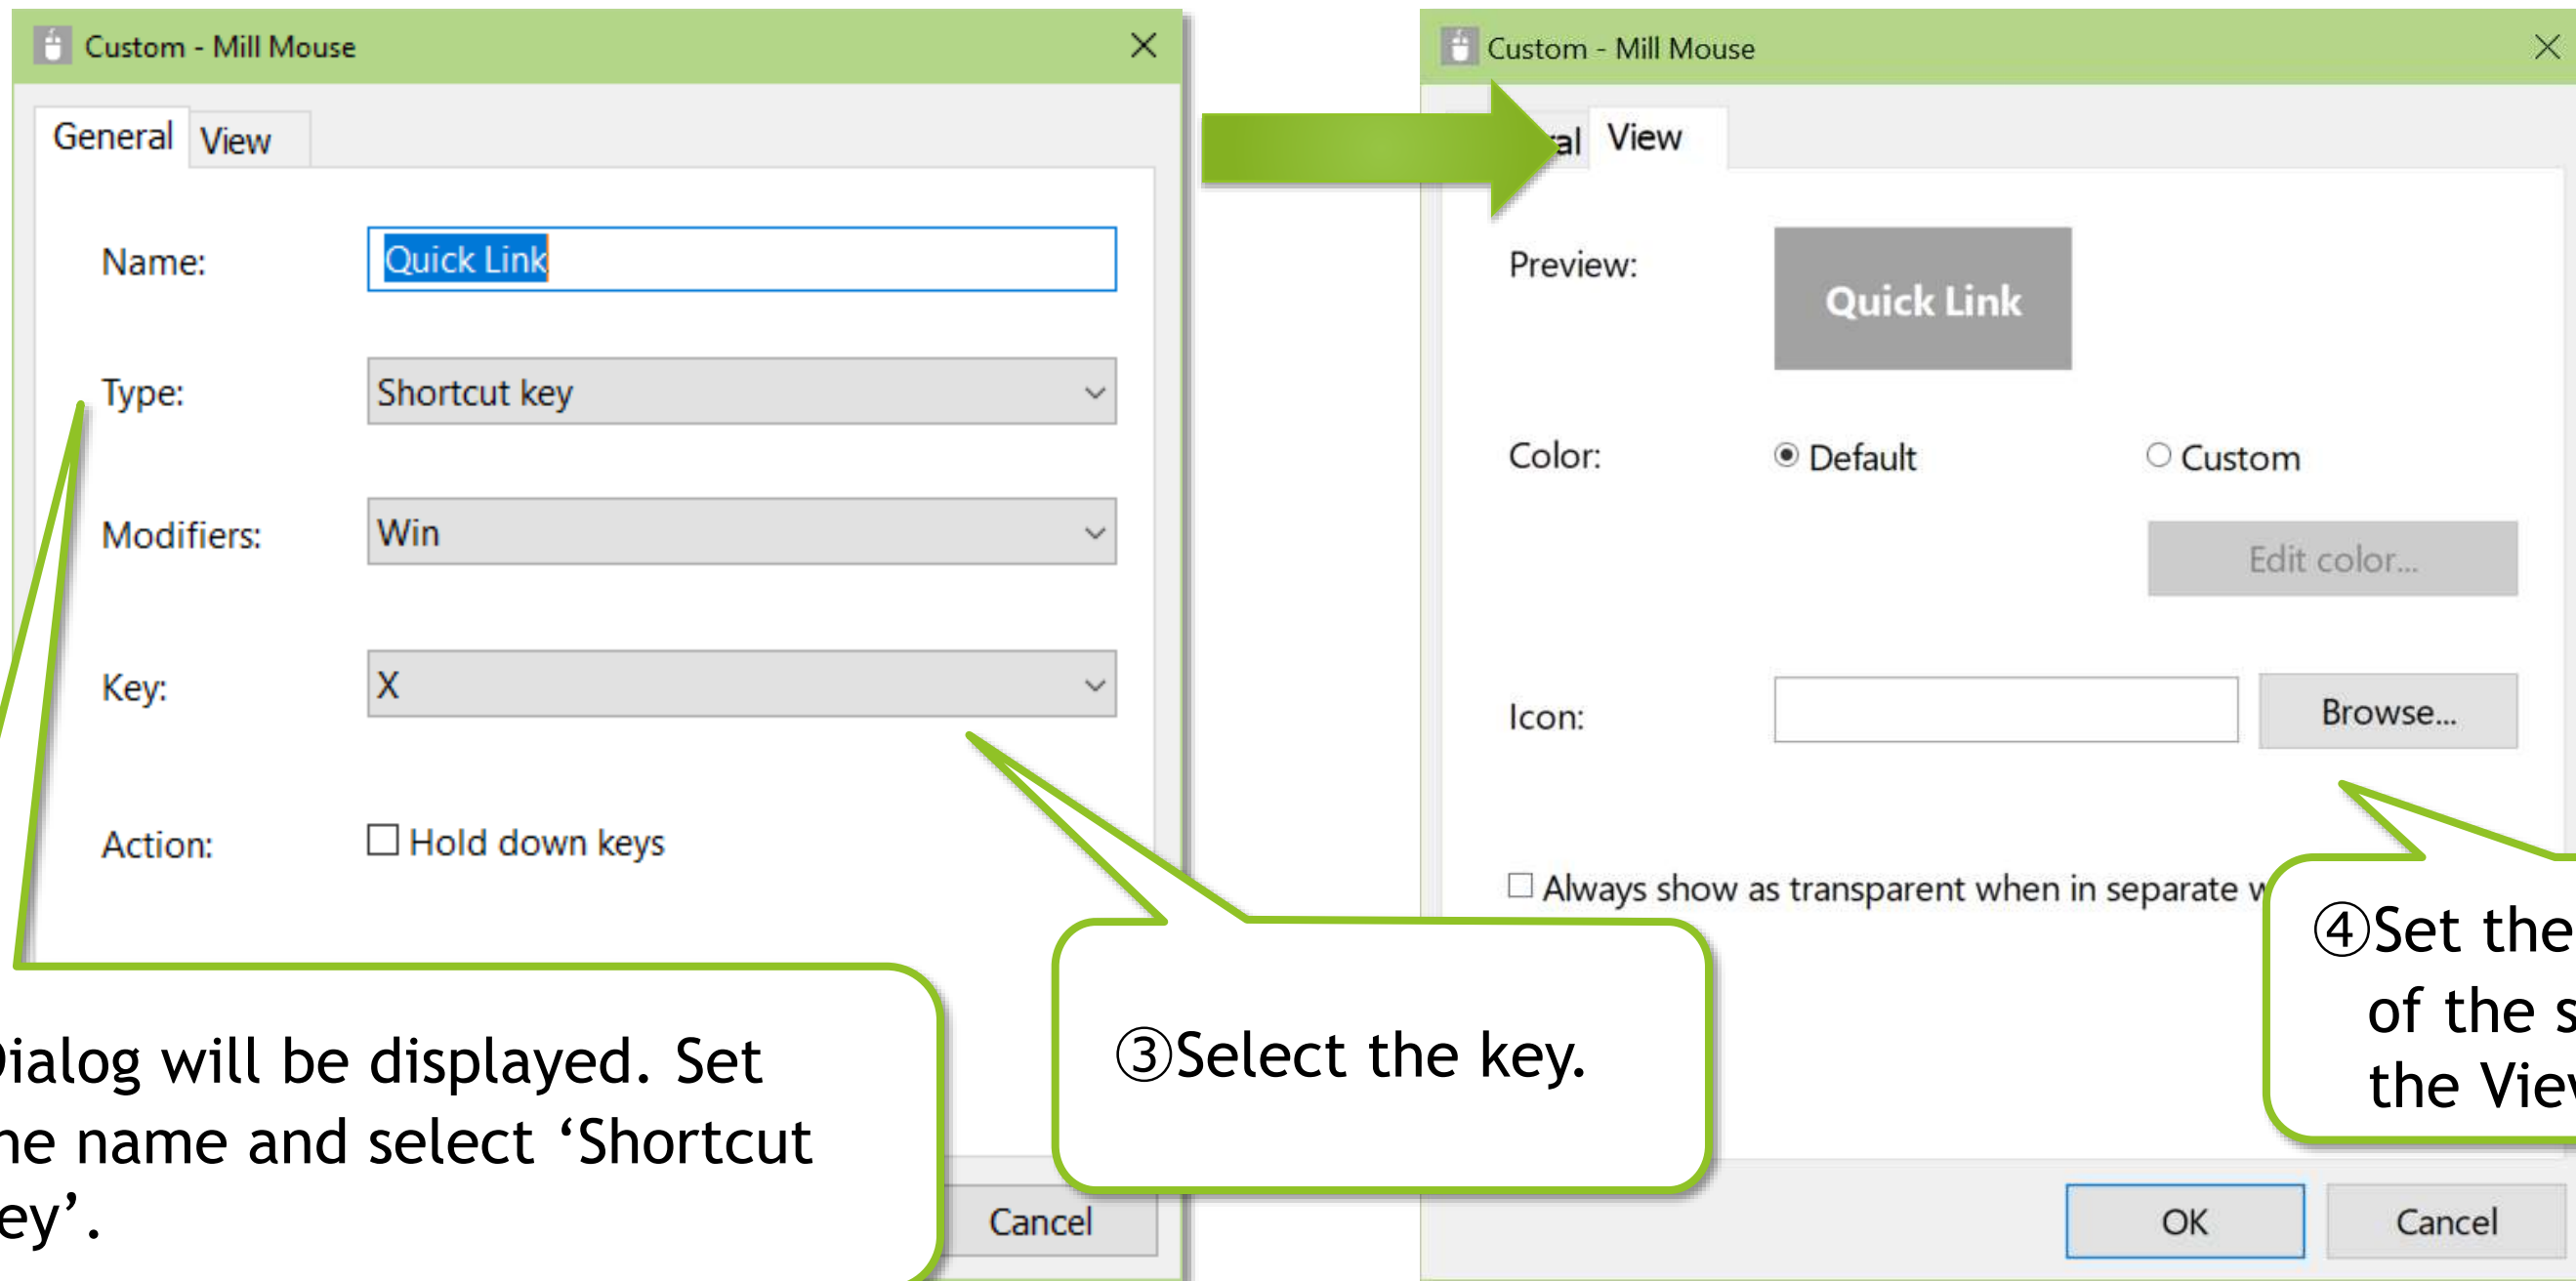 Custom - Mill Mouse
General View
Name: Quick Link
Type: Shortcut key
Modifiers: Win
Key: X
Action: Hold down keys
Dialog will be displayed. Set
he name and select ‘Shortcut
ey’.
Cancel
③Select the key.
Custom - Mill Mouse
al View
Preview: Quick Link
Color: Default Custom
Edit color...
Icon: Browse...
Always show as transparent when in separate w
④Set the
of the s
the View
OK Cancel